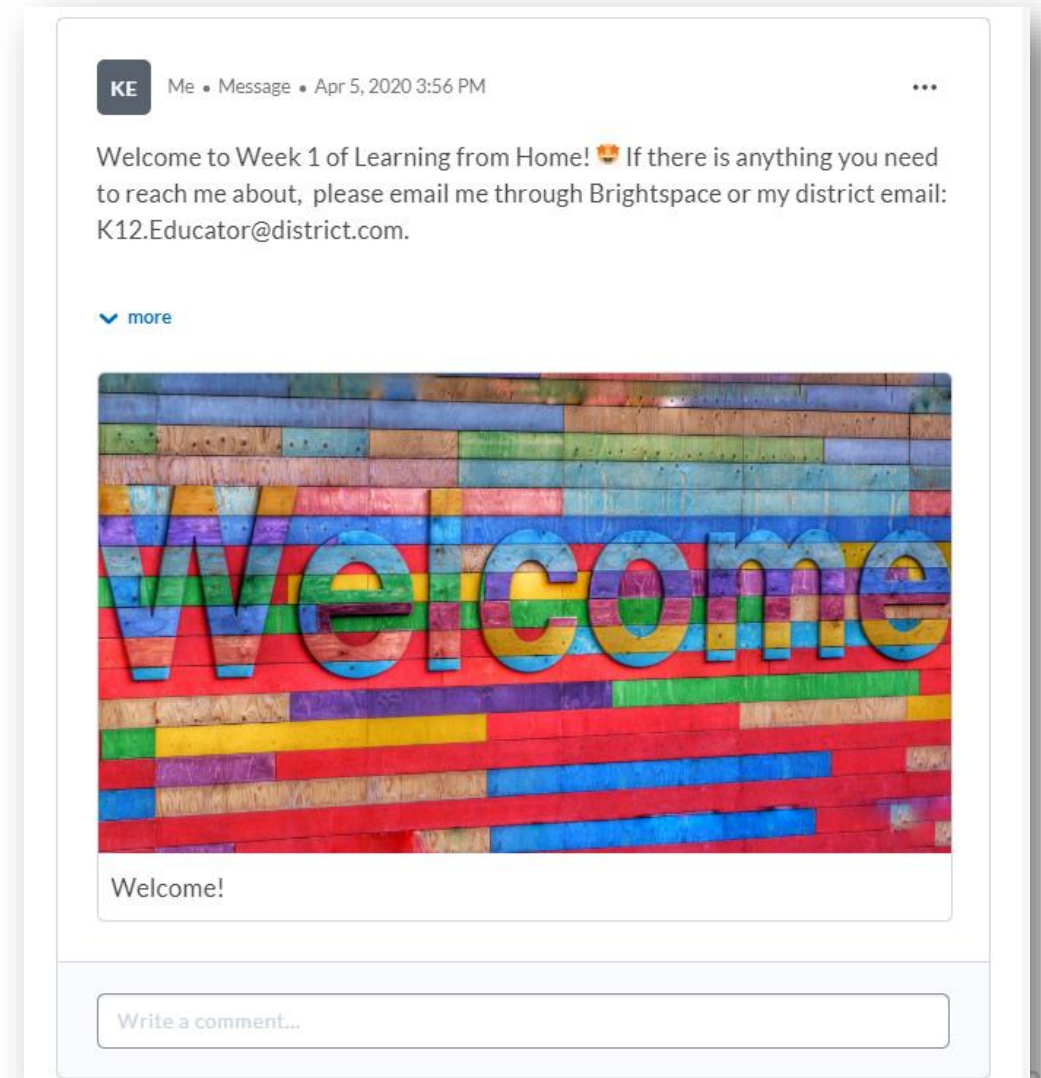 KE Me • Message • Apr 5, 2020 3:56 PM
Welcome to Week 1 of Learning from Home! 🤩 If there is anything you need
to reach me about,  please email me through Brightspace or my district email:
K12.Educator@district.com.
more
Welcome
Welcome!
Write a comment...